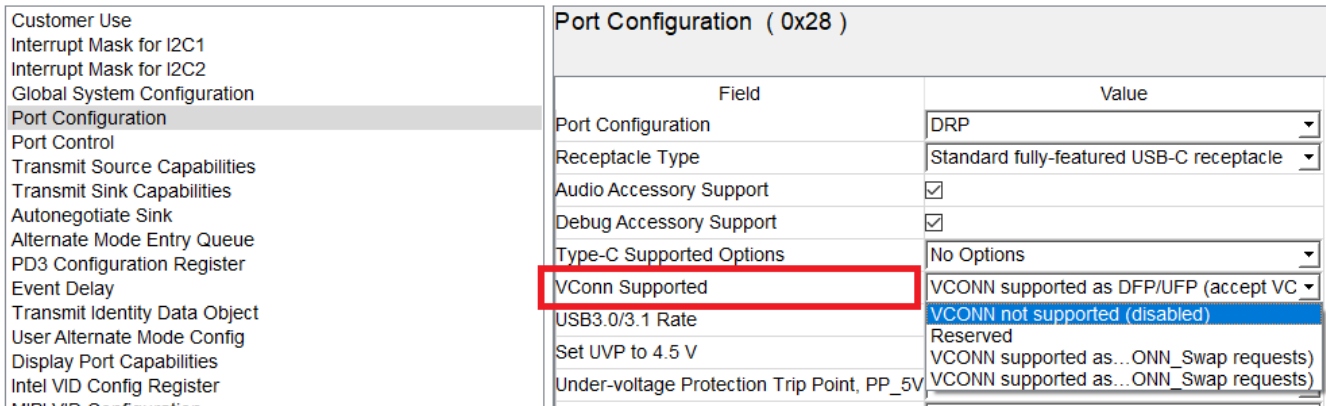 Customer Use
Interrupt Mask for I2C1
Interrupt Mask for I2C2
Global System Configuration
Port Configuration
Port Control
Transmit Source Capabilities
Transmit Sink Capabilities
Autonegotiate Sink
Alternate Mode Entry Queue
PD3 Configuration Register
Event Delay
Transmit Identity Data Object
User Alternate Mode Config
Display Port Capabilities
Intel VID Config Register
Port Configuration ( 0x28 )
Field Value
Port Configuration DRP
Receptacle Type Standard fully-featured USB-C receptacle
Audio Accessory Support
Debug Accessory Support
Type-C Supported Options No Options
VConn Supported VCONN supported as DFP/UFP (accept VC
VCONN not supported (disabled)
USB3.0/3.1 Rate
Reserved
Set UVP to 4.5 V
VCONN supported as...ONN_Swap requests)
Under-voltage Protection Trip Point, PP_5V
VCONN supported as...ONN_Swap requests)